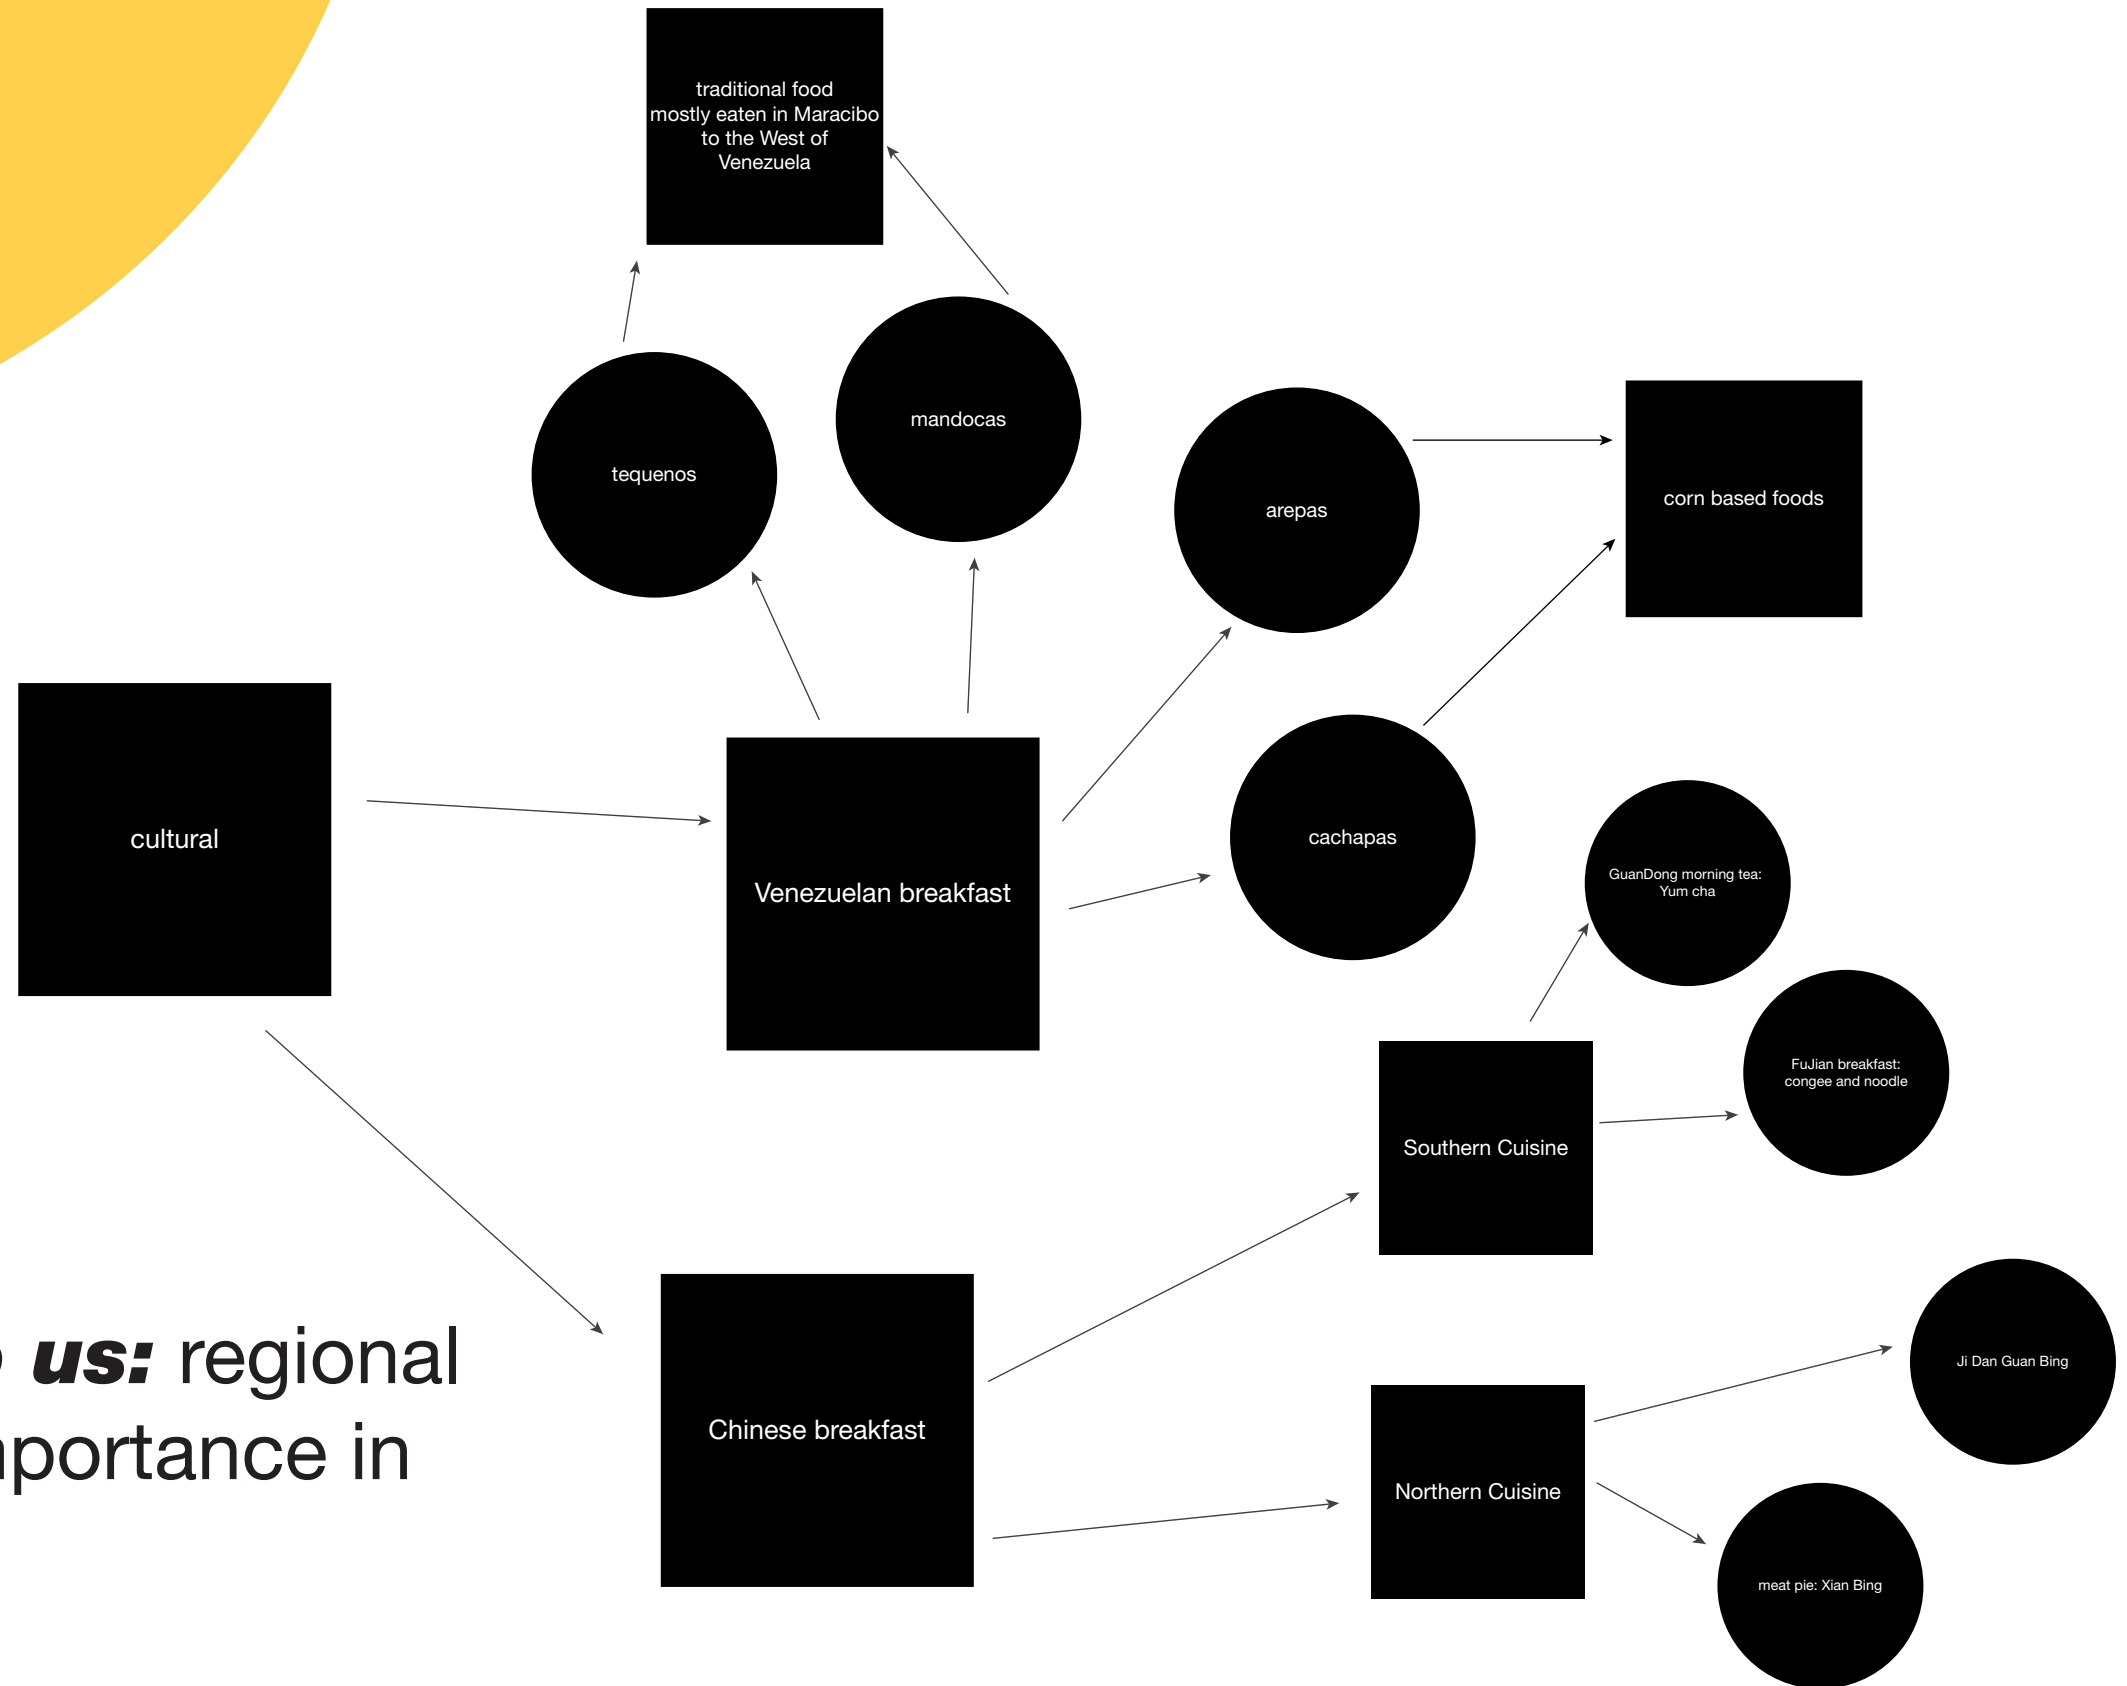 traditional food
mostly eaten in Maracibo
to the West of
Venezuela
mandocas
tequenos
arepas
corn based foods
cultural
Venezuelan breakfast
cachapas
GuanDong morning tea:
Yum cha
FuJian breakfast:
congee and noodle
Southern Cuisine
us: regional
portance in
Chinese breakfast
Ji Dan Guan Bing
Northern Cuisine
meat pie: Xian Bing